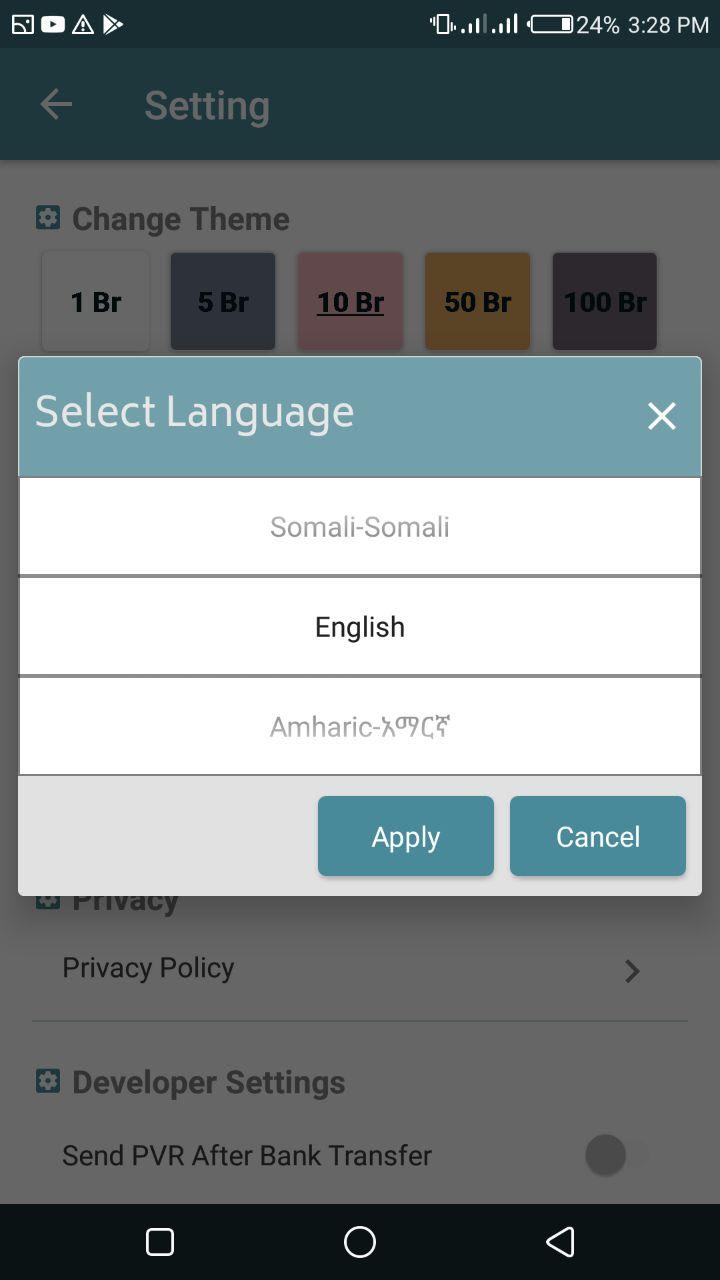 24% 3:28 PM
Setting
Change Theme
1 Br 5 Br 10 Br 50 Br 100 Br
Select Language
Somali-Somali
English
Amharic-አማርኛ
Apply Cancel
Privacy
Privacy Policy
Developer Settings
Send PVR After Bank Transfer